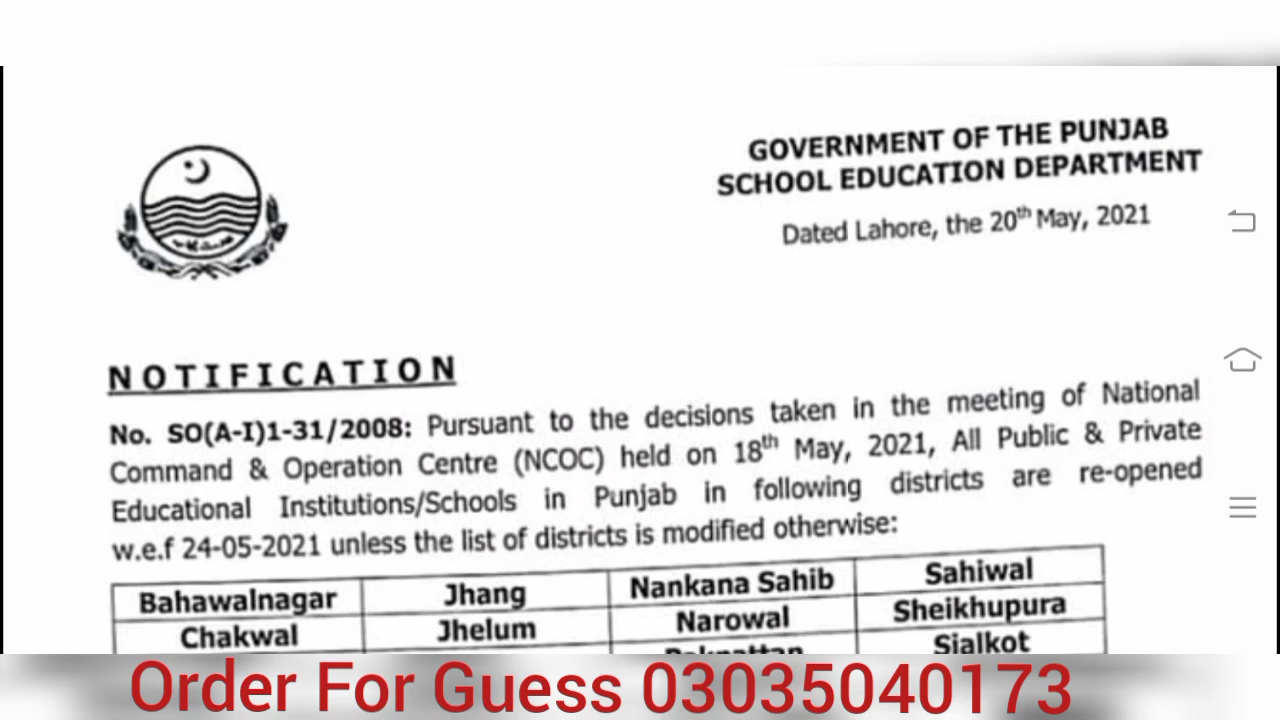 GOVERNMENT OF THE PUNJAB
SCHOOL EDUCATION DEPARTMENT
Dated Lahore, the 20th May, 2021
NOTIFICATION
No. SO(A-I)1-31/2008: Pursuant to the decisions taken in the meeting of National
Command & Operation Centre (NCOC) held on 18th May, 2021, All Public & Private
Educational Institutions/Schools in Punjab in following districts are re-opened
w.e.f 24-05-2021 unless the list of districts is modified otherwise:
Bahawalnagar Jhang Nankana Sahib Sahiwal
Chakwal Jhelum Narowal Sheikhupura
Pakpattan Sialkot
Order For Guess 03035040173